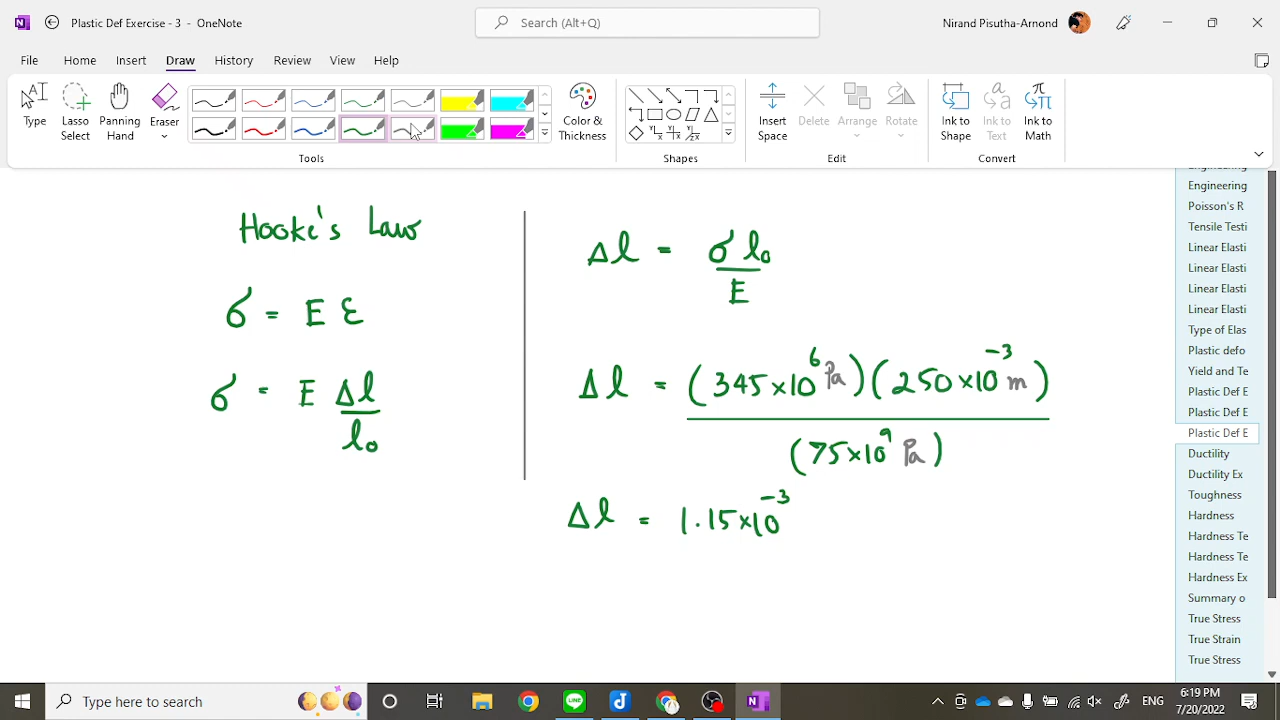 Plastic Def Exercise - 3 - OneNote
Search (Alt+Q)
Nirand Pisutha-Arnond
File Home Insert Draw History Review View Help
Type
Lasso Select
Panning Hand
Eraser
Color & Thickness
Insert Space
Delete
Arrange
Rotate
Ink to Shape
Ink to Text
Ink to Math
Tools
Shapes
Edit
Convert
Hooke's Law
σ = E ε
σ = E Δl / l₀
Δl = σ l₀ / E
Δl = (345×10⁶ Pa)(250×10⁻³ m) / (75×10⁹ Pa)
Δl = 1.15×10⁻³
Engineering
Engineering
Poisson's R
Tensile Testi
Linear Elasti
Linear Elasti
Linear Elasti
Linear Elasti
Type of Elas
Plastic defo
Yield and Te
Plastic Def E
Plastic Def E
Plastic Def E
Ductility
Ductility Ex
Toughness
Hardness
Hardness Te
Hardness Te
Hardness Ex
Summary o
True Stress
True Strain
True Stress
Type here to search
6:19 PM
7/20/2022